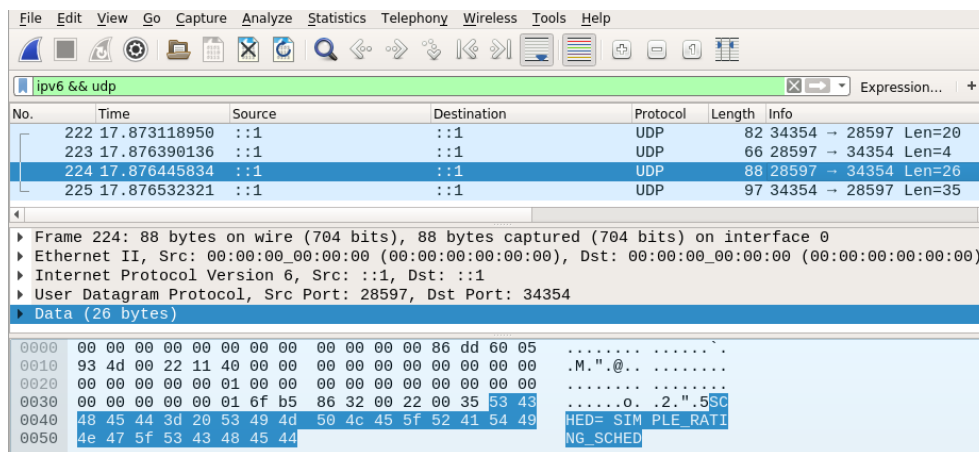 File Edit View Go Capture Analyze Statistics Telephony Wireless Tools Help
ipv6 && udp Expression... +
No. Time Source Destination Protocol Length Info
222 17.873118950 ::1 ::1 UDP 82 34354 → 28597 Len=20
223 17.876390136 ::1 ::1 UDP 66 28597 → 34354 Len=4
224 17.876445834 ::1 ::1 UDP 88 28597 → 34354 Len=26
225 17.876532321 ::1 ::1 UDP 97 34354 → 28597 Len=35
Frame 224: 88 bytes on wire (704 bits), 88 bytes captured (704 bits) on interface 0
Ethernet II, Src: 00:00:00_00:00:00 (00:00:00:00:00:00), Dst: 00:00:00_00:00:00 (00:00:00:00:00:00)
Internet Protocol Version 6, Src: ::1, Dst: ::1
User Datagram Protocol, Src Port: 28597, Dst Port: 34354
Data (26 bytes)
0000 00 00 00 00 00 00 00 00 00 00 00 00 86 dd 60 05 ........ ......`.
0010 93 4d 00 22 11 40 00 00 00 00 00 00 00 00 00 00 .M.".@.. ........
0020 00 00 00 00 00 01 00 00 00 00 00 00 00 00 00 00 ........ ........
0030 00 00 00 00 00 01 6f b5 86 32 00 22 00 35 53 43 ......o. .2.".5SC
0040 48 45 44 3d 20 53 49 4d 50 4c 45 5f 52 41 54 49 HED= SIM PLE_RATI
0050 4e 47 5f 53 43 48 45 44 NG_SCHED